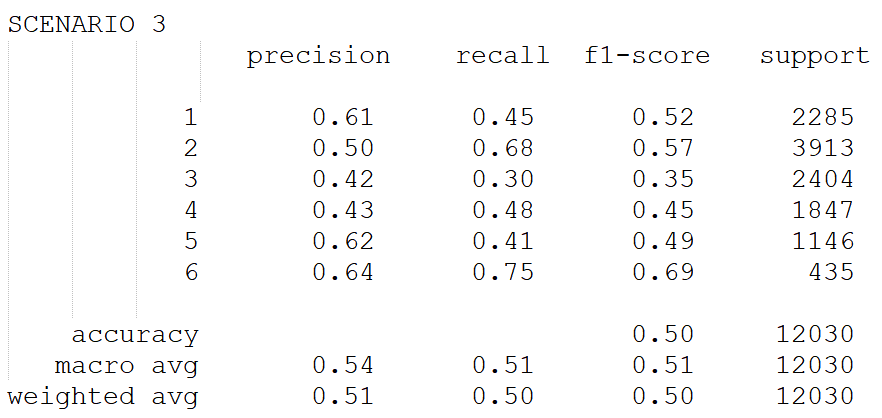 SCENARIO 3
precision recall f1-score support
1 0.61 0.45 0.52 2285
2 0.50 0.68 0.57 3913
3 0.42 0.30 0.35 2404
4 0.43 0.48 0.45 1847
5 0.62 0.41 0.49 1146
6 0.64 0.75 0.69 435
accuracy 0.50 12030
macro avg 0.54 0.51 0.51 12030
weighted avg 0.51 0.50 0.50 12030